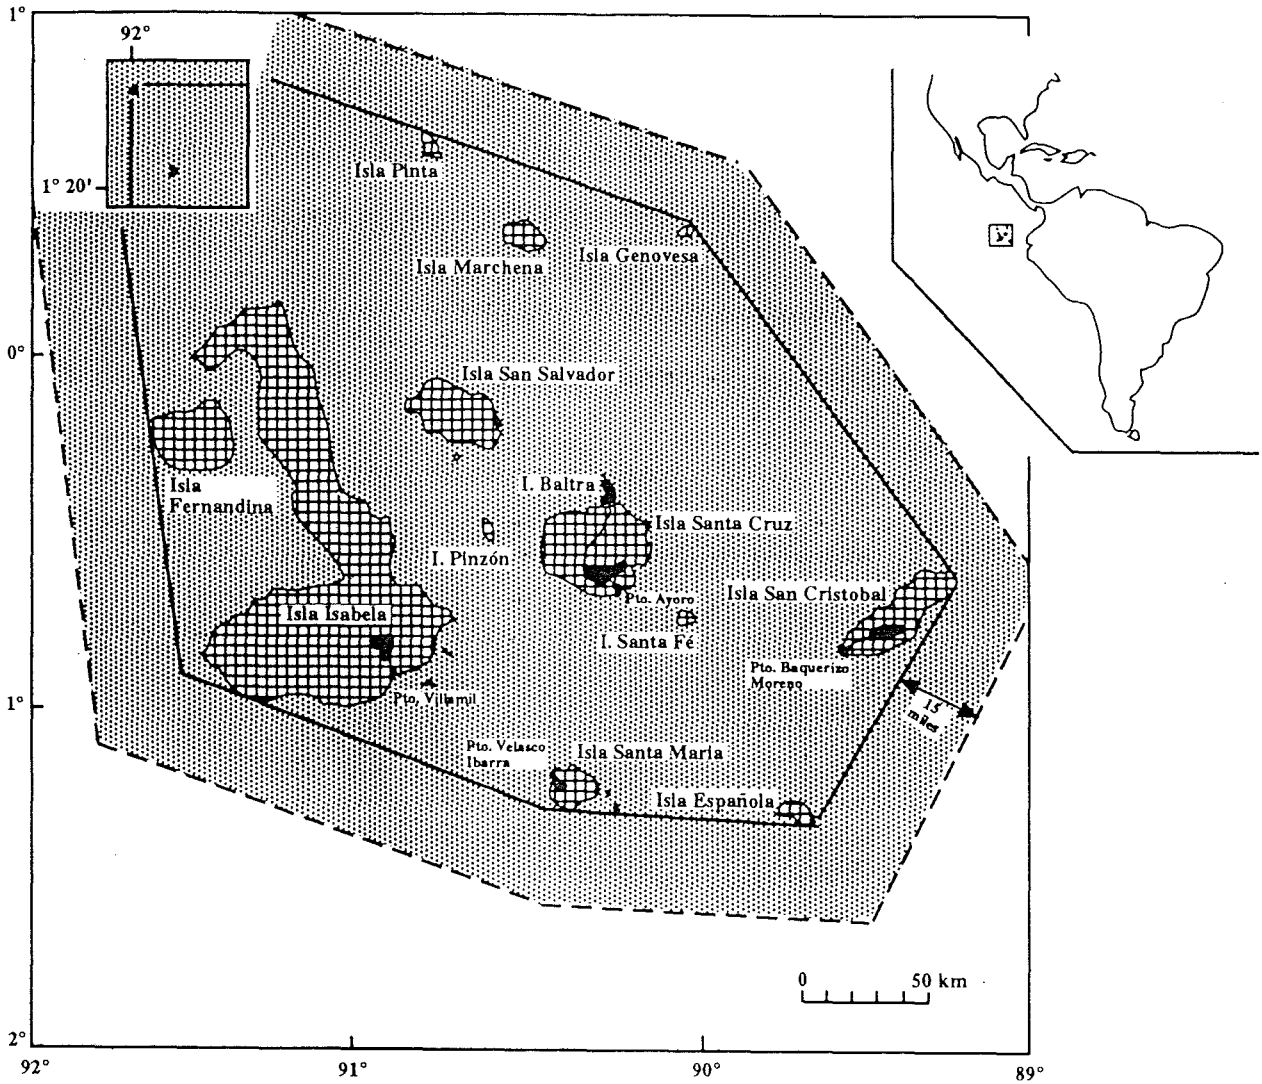 1°
92°
1° 20'
Isla Pinta
Isla Marchena
Isla Genovesa
0°
Isla San Salvador
Isla
Fernandina
I. Baltra
Isla Santa Cruz
I. Pinzón
Pto. Ayoro
Isla San Cristobal
Isla Isabela
I. Santa Fé
Pto. Baquerizo
Moreno
Pto. Villamil
1°
15
miles
Pto. Velasco
Ibarra
Isla Santa Maria
Isla Española
0 50 km
2°
92° 91° 90° 89°